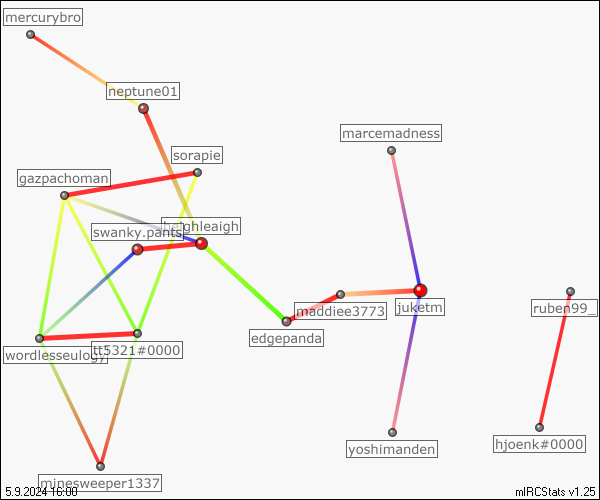 mercurybro
neptune01
marcemadness
sorapie
gazpachoman
heighleaigh
swanky.pants
ruben99_
maddiee3773
juketm
edgepanda
tt5321#0000
wordlesseulogy
yoshimanden
hjoenk#0000
minesweeper1337
5.9.2024 16:00
mIRCStats v1.25